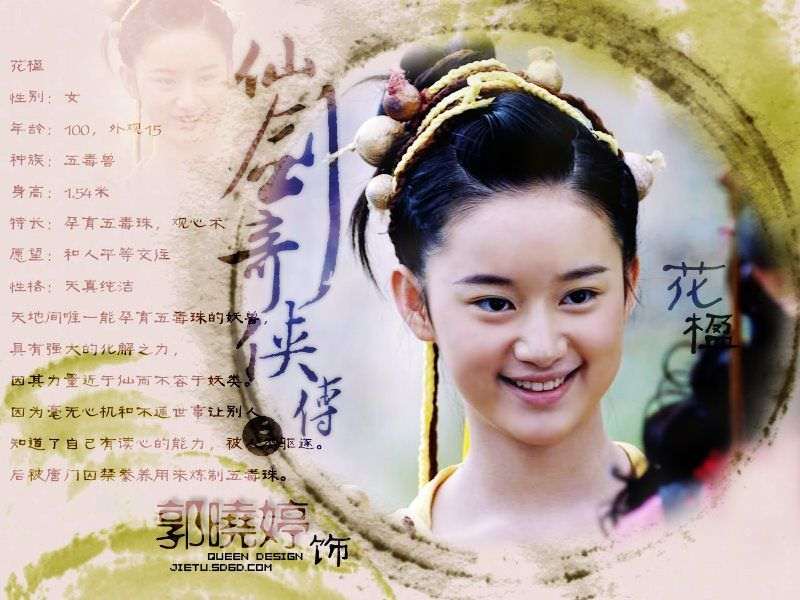 花楹
性别：女
年龄：100，外观15
种族：五毒兽
身高：1.54米
特长：孕育五毒珠，观心术
愿望：和人平等交往
性格：天真纯洁
天地间唯一能孕育五毒珠的妖兽，
具有强大的化解之力，
因其力量近于仙而不容于妖类。
因为毫无心机和不通世事让别人
知道了自己有读心的能力，被驱逐。
后被唐门囚禁豢养用来炼制五毒珠。
仙剑奇侠傳
三
花楹
郭曉婷
饰
QUEEN DESIGN
JIETU.SDGD.COM